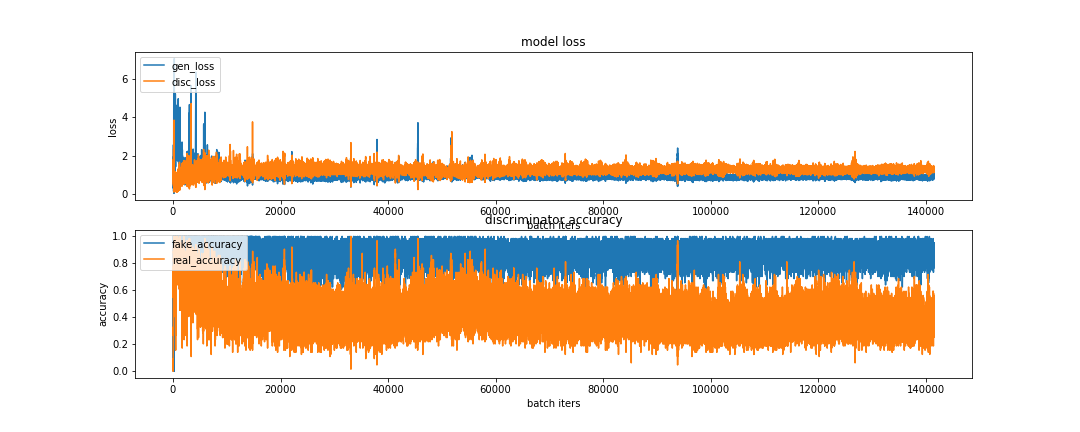 model loss
gen_loss
disc_loss
6
4
2
0
loss
0 20000 40000 60000 80000 100000 120000 140000
batch iters
discriminator accuracy
fake_accuracy
real_accuracy
1.0
0.8
0.6
0.4
0.2
0.0
accuracy
0 20000 40000 60000 80000 100000 120000 140000
batch iters